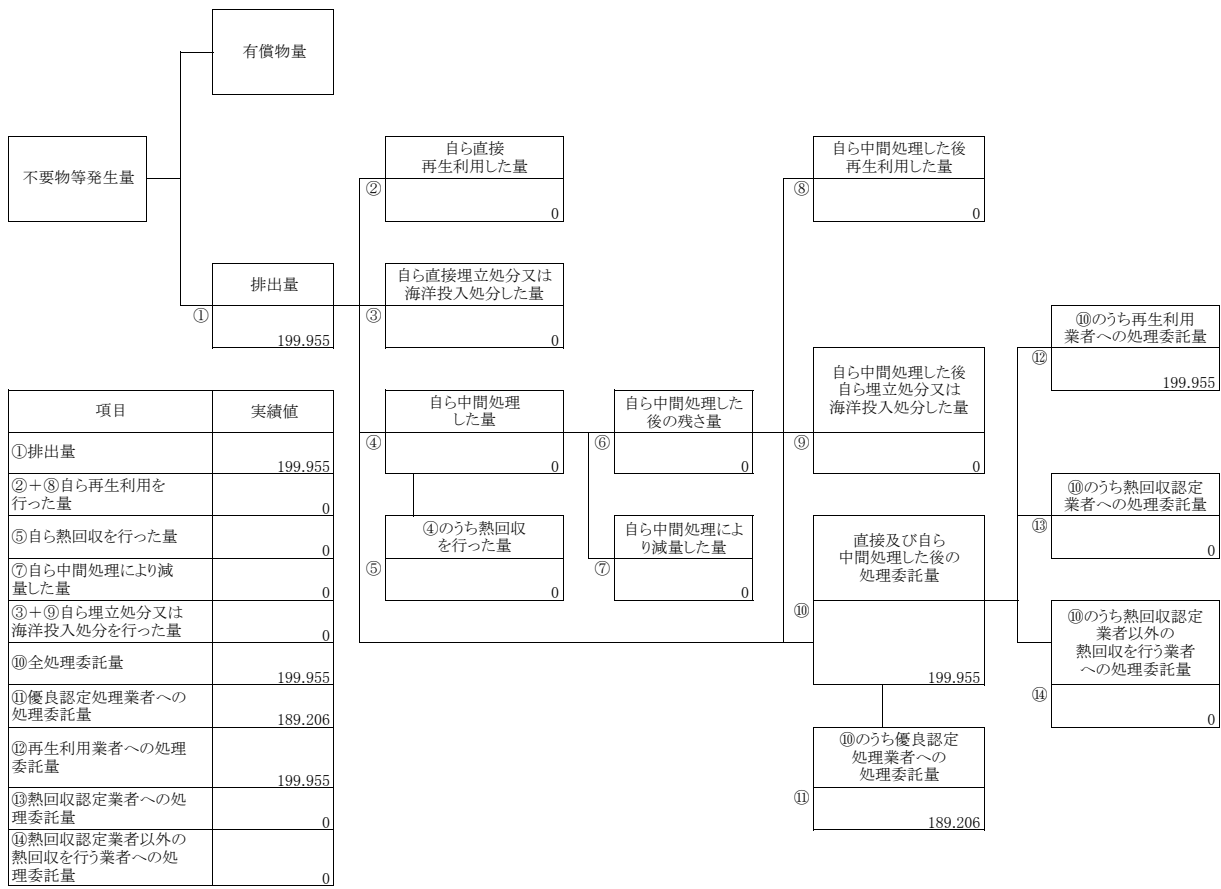 有償物量
不要物等発生量
排出量
①
199.955
自ら直接
再生利用した量
②
0
自ら直接埋立処分又は
海洋投入処分した量
③
0
自ら中間処理
した量
④
0
④のうち熱回収
を行った量
⑤
0
自ら中間処理した
後の残さ量
⑥
0
自ら中間処理によ
り減量した量
⑦
0
自ら中間処理した後
再生利用した量
⑧
0
自ら中間処理した後
自ら埋立処分又は
海洋投入処分した量
⑨
0
直接及び自ら
中間処理した後の
処理委託量
⑩
199.955
⑩のうち優良認定
処理業者への
処理委託量
⑪
189.206
⑩のうち再生利用
業者への処理委託量
⑫
199.955
⑩のうち熱回収認定
業者への処理委託量
⑬
0
⑩のうち熱回収認定
業者以外の
熱回収を行う業者
への処理委託量
⑭
0
項目 実績値
①排出量
199.955
②+⑧自ら再生利用を
行った量
0
⑤自ら熱回収を行った量
0
⑦自ら中間処理により減
量した量
0
③+⑨自ら埋立処分又は
海洋投入処分を行った量
0
⑩全処理委託量
199.955
⑪優良認定処理業者への
処理委託量
189.206
⑫再生利用業者への処理
委託量
199.955
⑬熱回収認定業者への処
理委託量
0
⑭熱回収認定業者以外の
熱回収を行う業者への処
理委託量
0